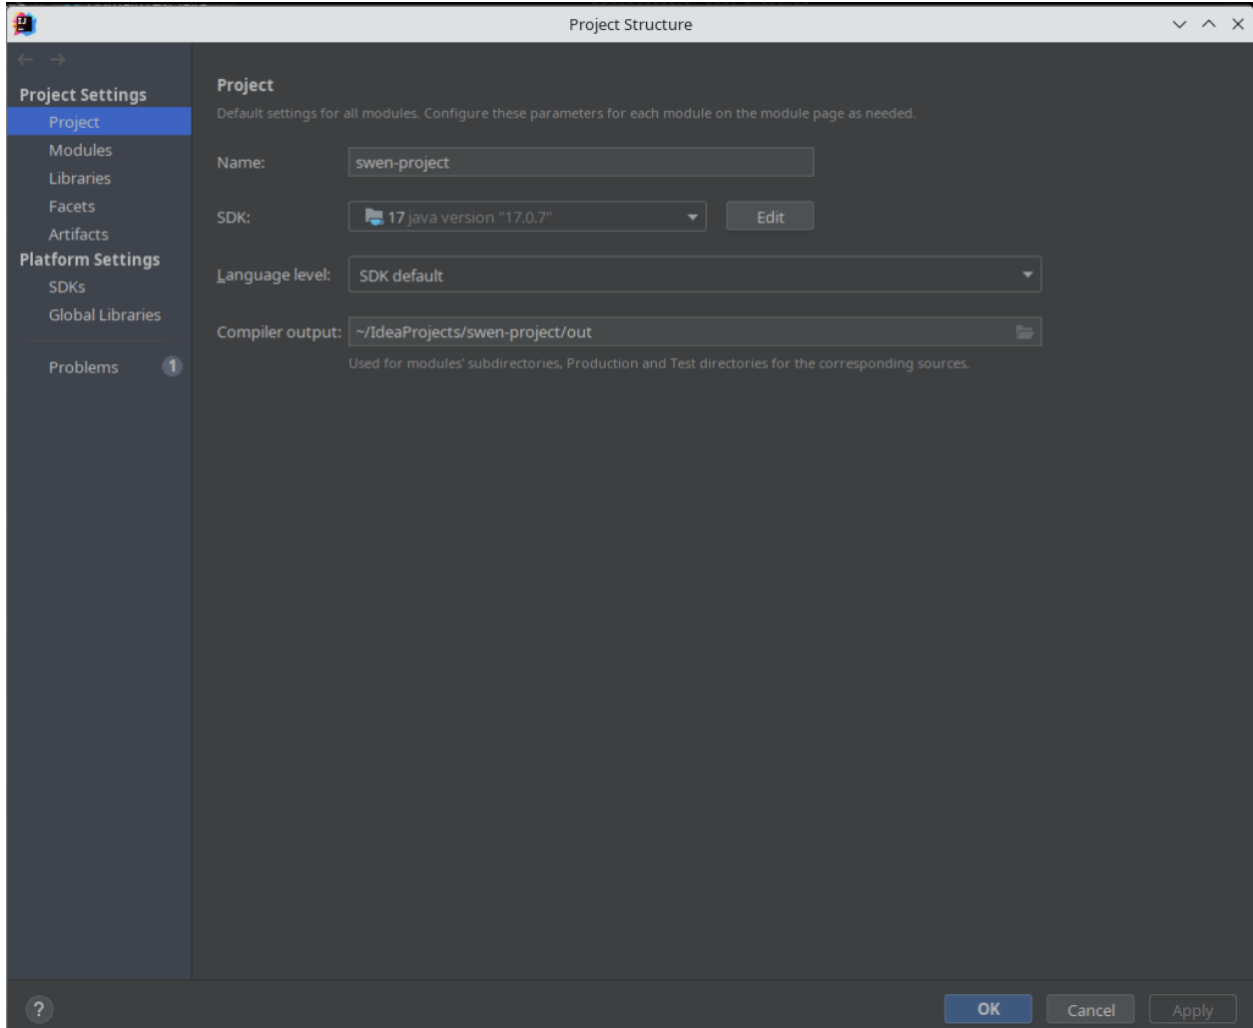 Project Structure
Project Settings
Project
Modules
Libraries
Facets
Artifacts
Platform Settings
SDKs
Global Libraries
Problems 1
Project
Default settings for all modules. Configure these parameters for each module on the module page as needed.
Name: swen-project
SDK: 17 java version "17.0.7" Edit
Language level: SDK default
Compiler output: ~/IdeaProjects/swen-project/out
Used for modules' subdirectories, Production and Test directories for the corresponding sources.
? OK Cancel Apply